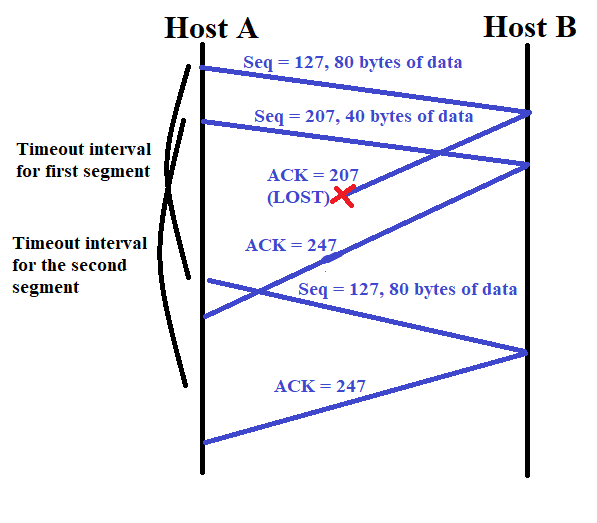 Host A
Host B
Seq = 127, 80 bytes of data
Seq = 207, 40 bytes of data
Timeout interval
for first segment
ACK = 207
(LOST)
Timeout interval
for the second
segment
ACK = 247
Seq = 127, 80 bytes of data
ACK = 247